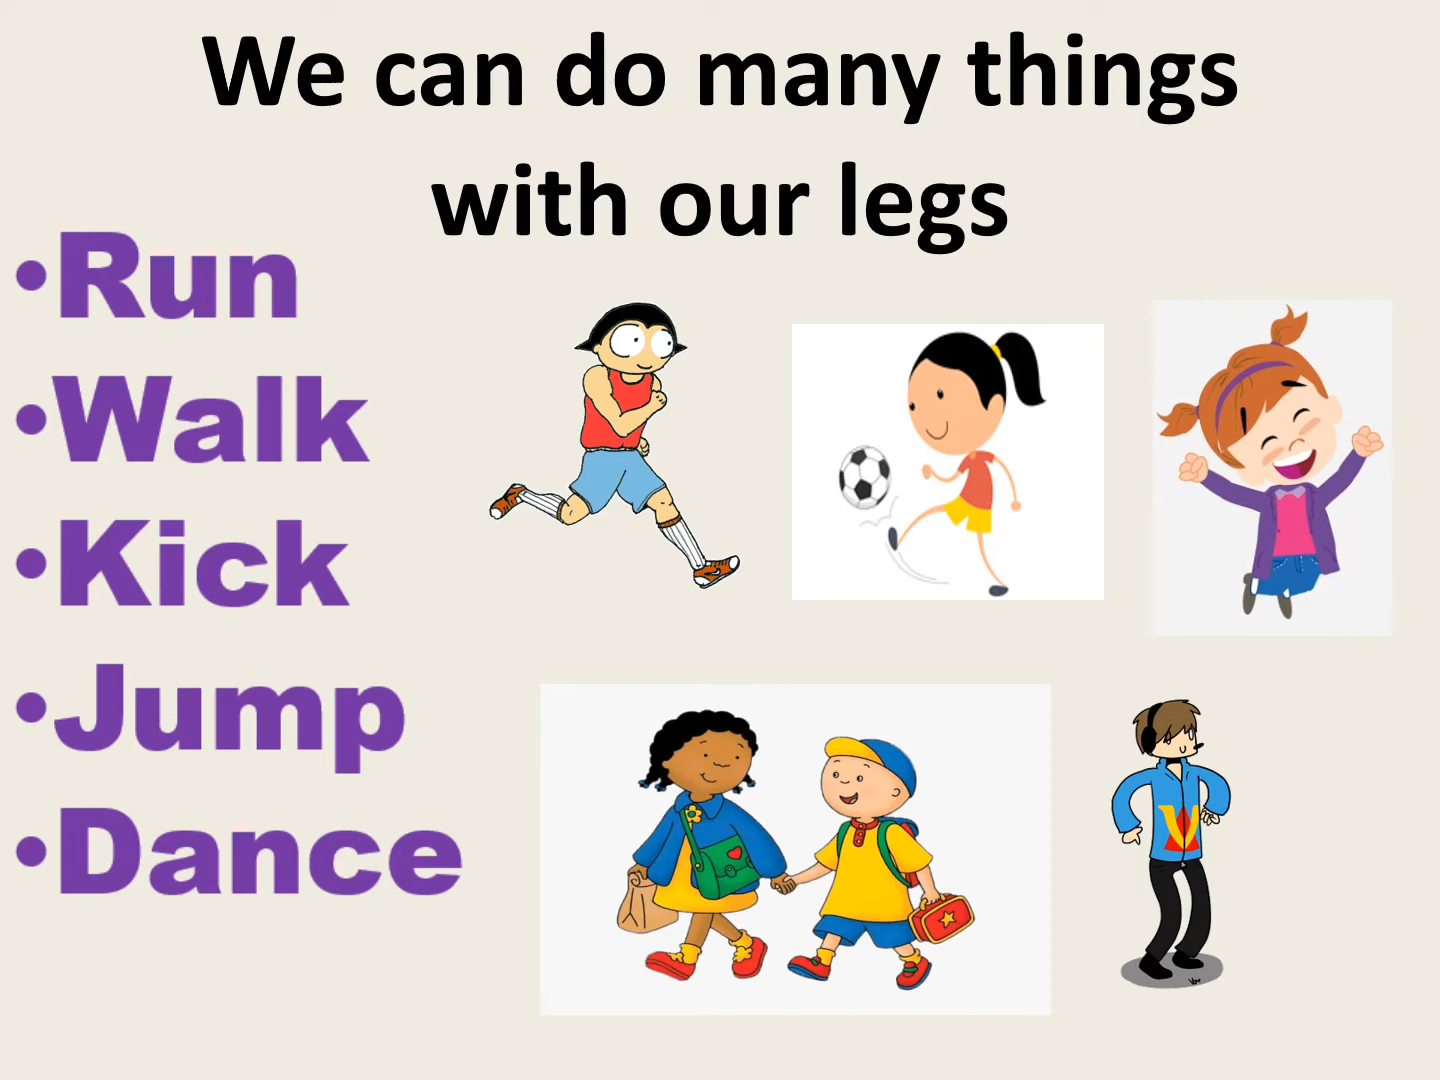 We can do many things
with our legs
•Run
•Walk
•Kick
•Jump
•Dance